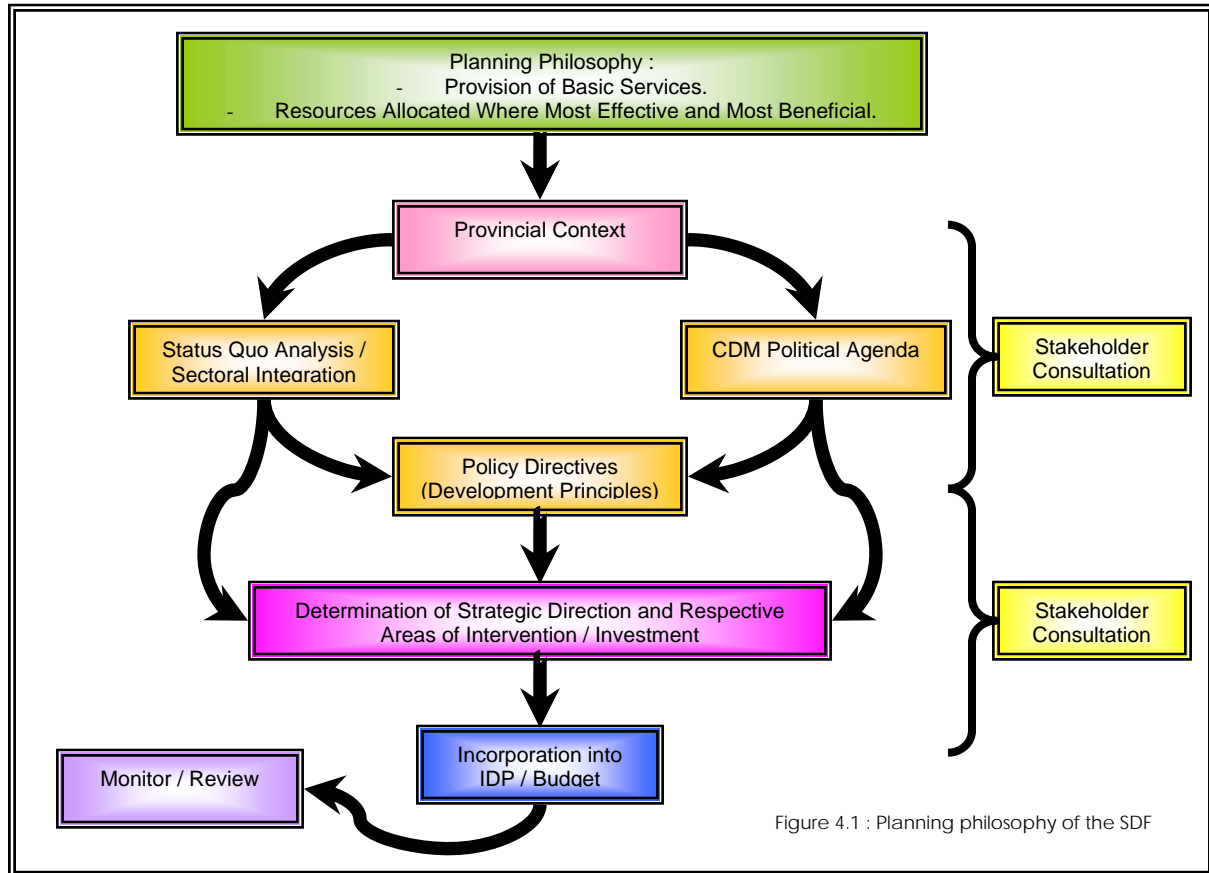 Planning Philosophy :
- Provision of Basic Services.
- Resources Allocated Where Most Effective and Most Beneficial.
Provincial Context
Status Quo Analysis /
Sectoral Integration
CDM Political Agenda
Stakeholder
Consultation
Policy Directives
(Development Principles)
Determination of Strategic Direction and Respective
Areas of Intervention / Investment
Stakeholder
Consultation
Incorporation into
IDP / Budget
Monitor / Review
Figure 4.1 : Planning philosophy of the SDF